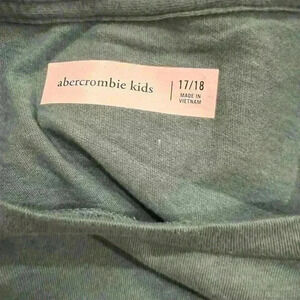 abercrombie kids
17/18
MADE IN
VIETNAM